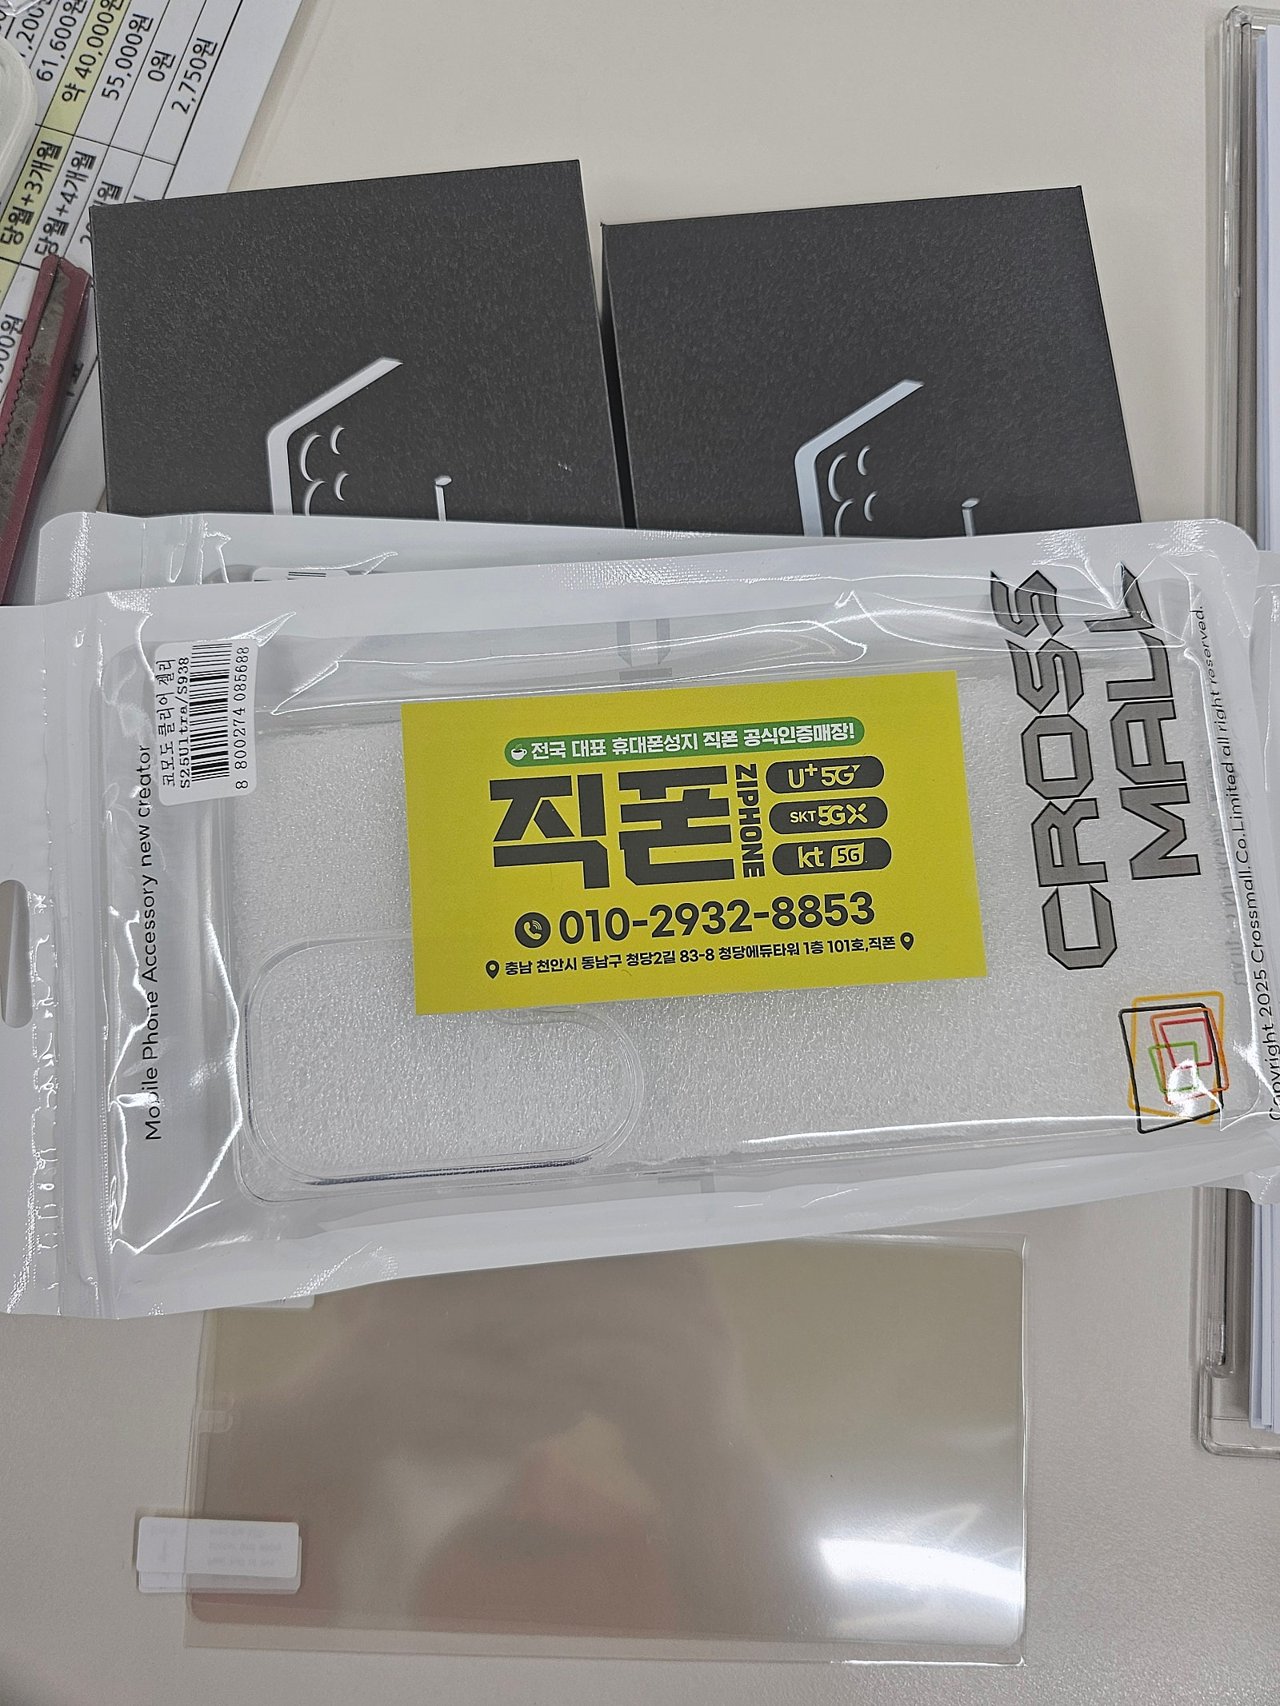 61,600원
약 40,000원
55,000원
0원
2,750원
당월+3개월
당월+4개월
코모도 클리어 젤리
S25Ultra/S938
8 800274 085688
Mobile Phone Accessory new creator
전국 대표 휴대폰성지 직폰 공식인증매장!
직폰
ZIPHONE
U+5G
SKT 5GX
kt 5G
010-2932-8853
충남 천안시 동남구 청당2길 83-8 청당에듀타워 1층 101호,직폰
CROSS
MALL
Copyright 2025 Crossmall.Co.Limited all right reserved.